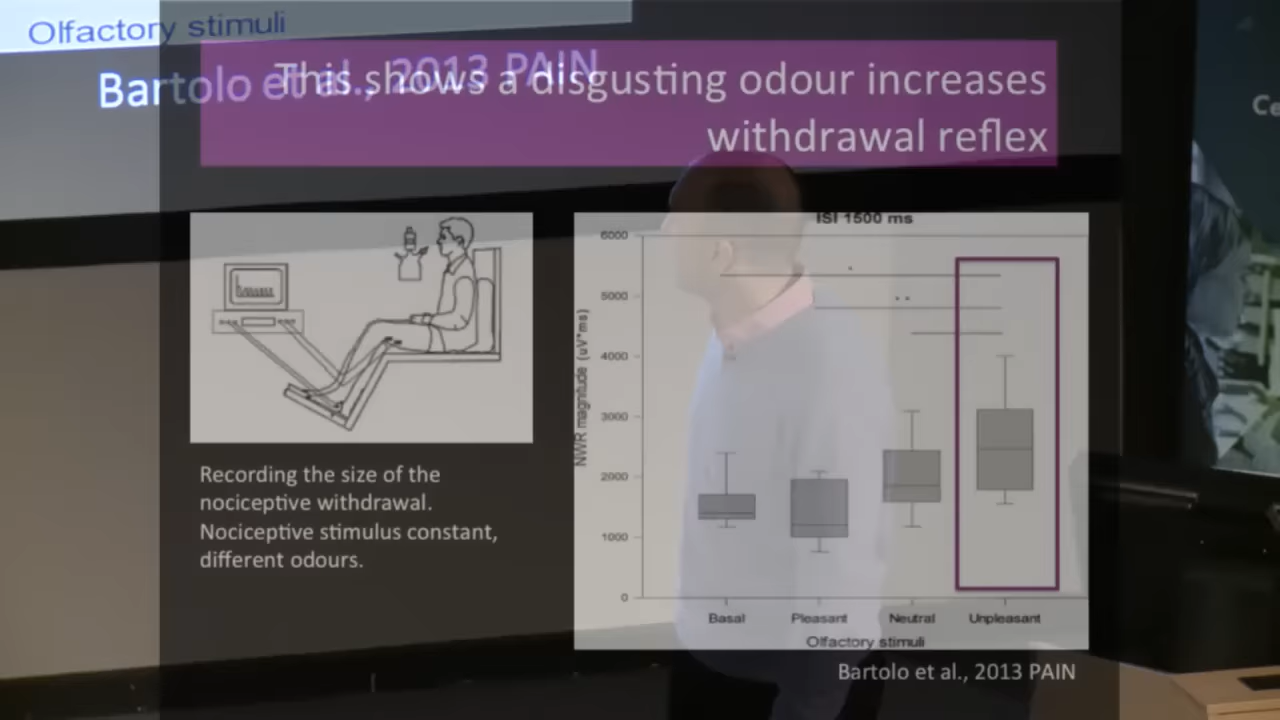 Olfactory stimuli
Bartolo et al., 2013 PAIN
This shows a disgusting odour increases
withdrawal reflex
Ce
ISI 1500 ms
6000
5000
4000
3000
2000
1000
0
NWR magnitude (uV*ms)
Basal Pleasant Neutral Unpleasant
Olfactory stimuli
Recording the size of the
nociceptive withdrawal.
Nociceptive stimulus constant,
different odours.
Bartolo et al., 2013 PAIN